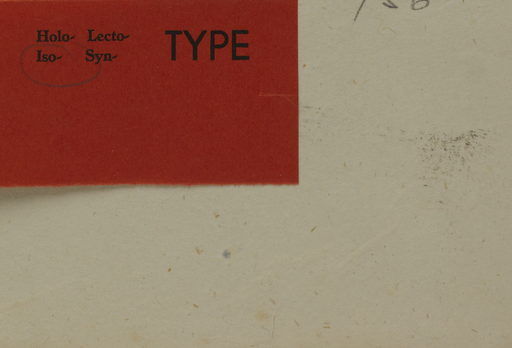 Holo- Lecto- TYPE
Iso- Syn-